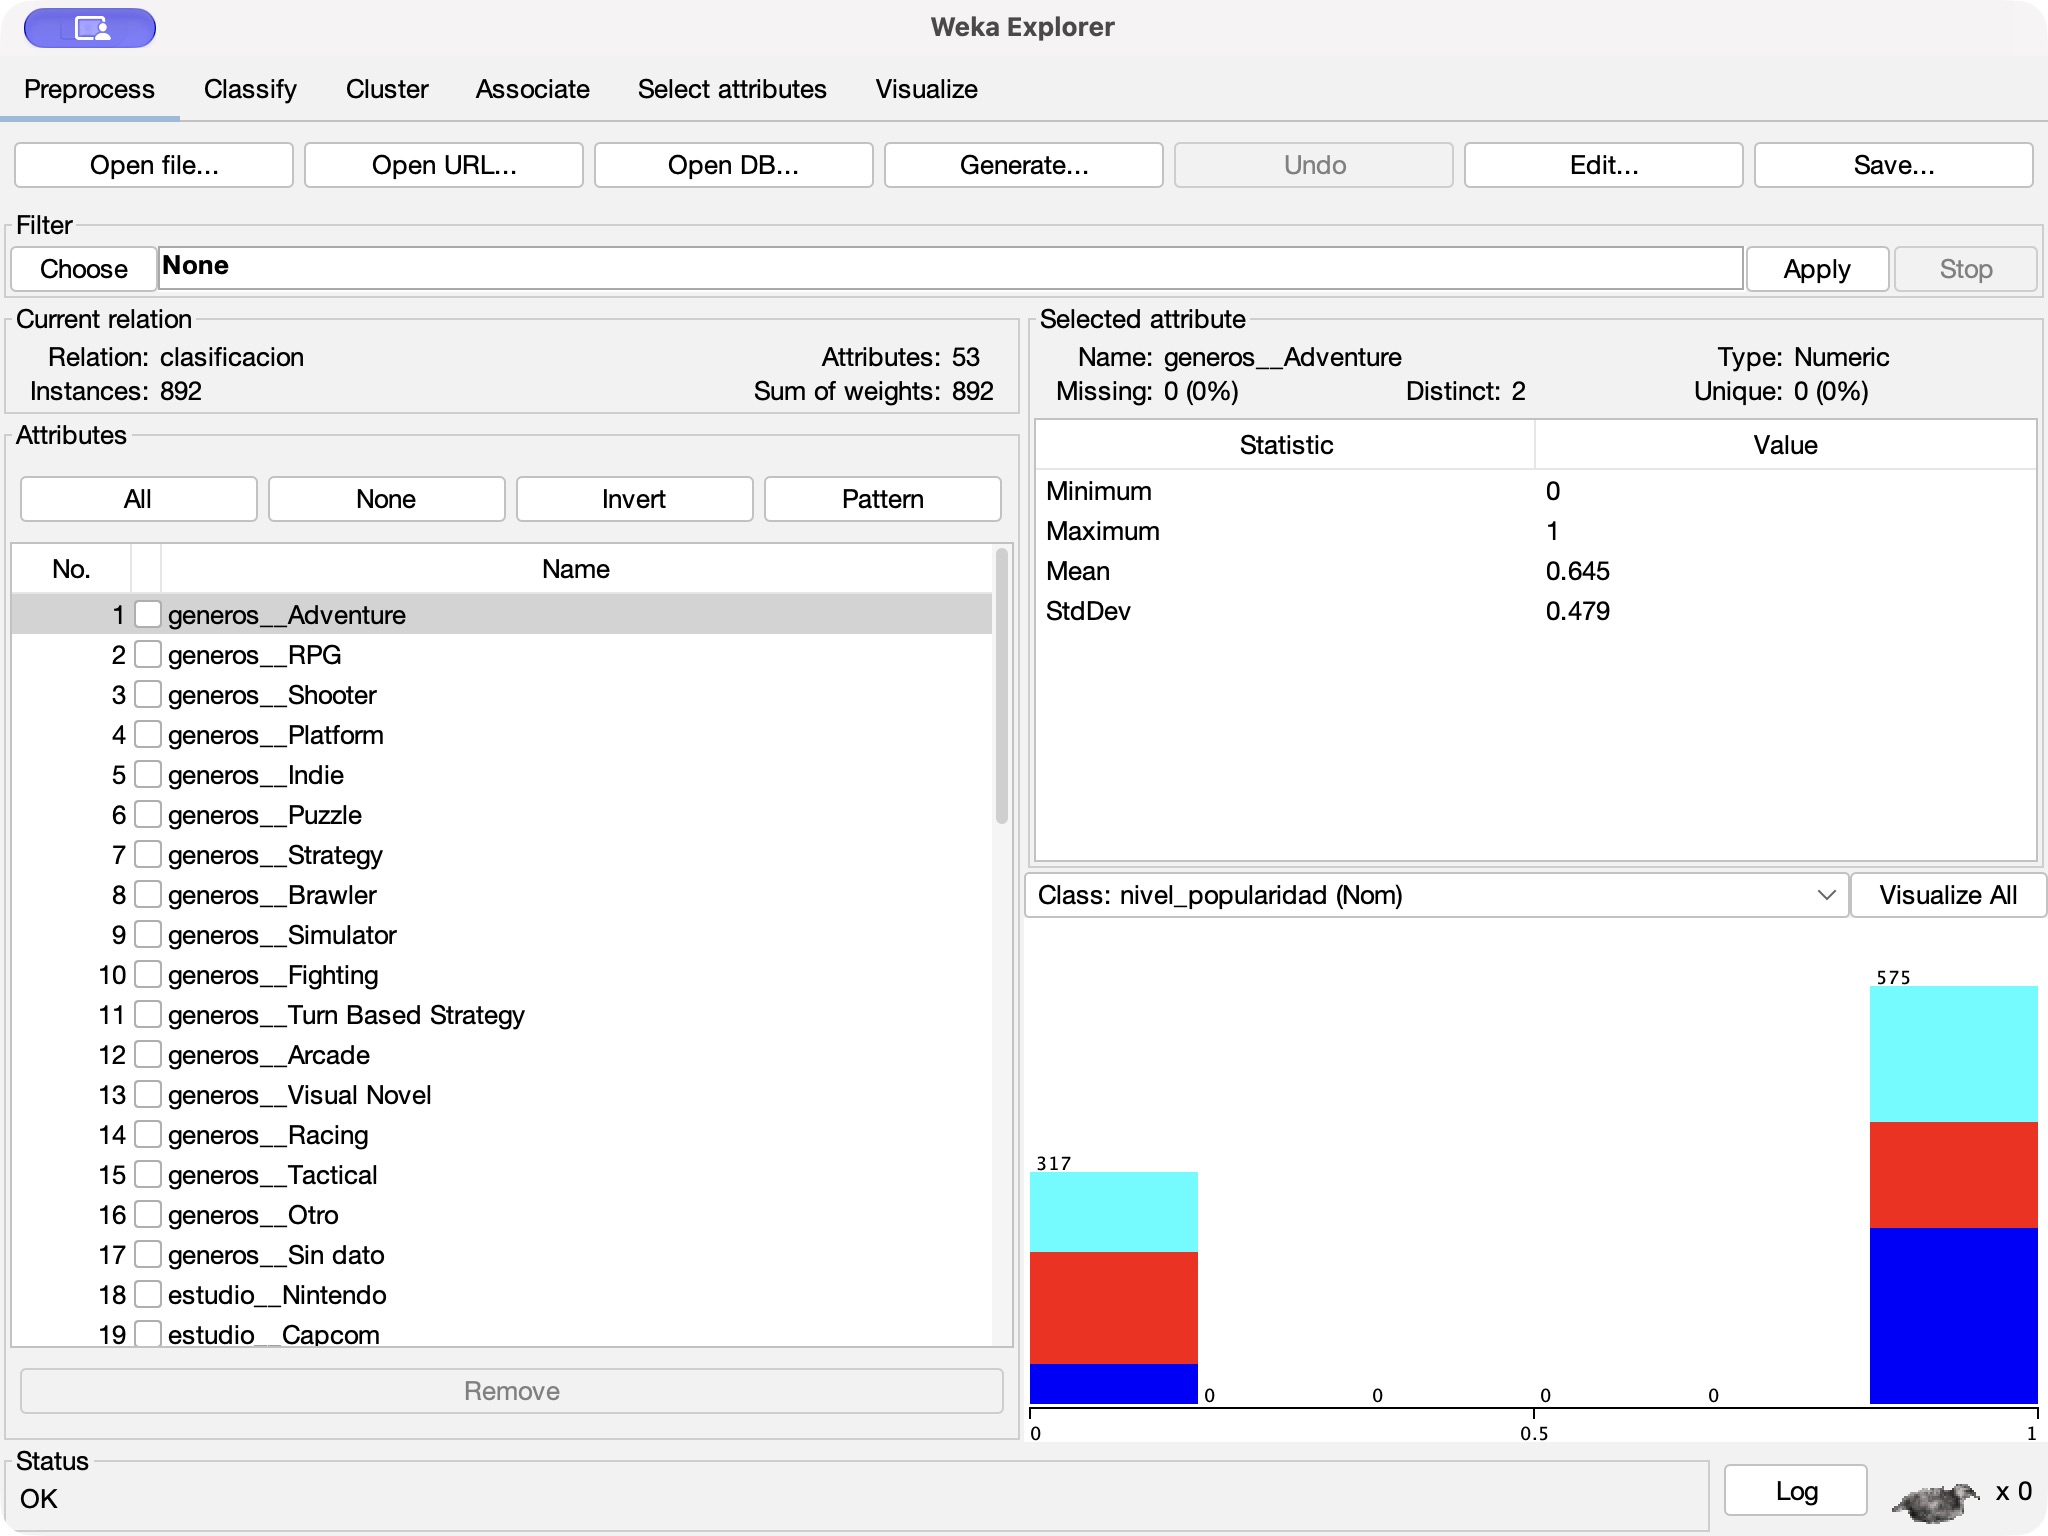 Weka Explorer
Preprocess Classify Cluster Associate Select attributes Visualize
Open file... Open URL... Open DB... Generate... Undo Edit... Save...
Filter
Choose None Apply Stop
Current relation
Relation: clasificacion Attributes: 53
Instances: 892 Sum of weights: 892
Attributes
All None Invert Pattern
No. Name
1 generos__Adventure
2 generos__RPG
3 generos__Shooter
4 generos__Platform
5 generos__Indie
6 generos__Puzzle
7 generos__Strategy
8 generos__Brawler
9 generos__Simulator
10 generos__Fighting
11 generos__Turn Based Strategy
12 generos__Arcade
13 generos__Visual Novel
14 generos__Racing
15 generos__Tactical
16 generos__Otro
17 generos__Sin dato
18 estudio__Nintendo
19 estudio__Capcom
Remove
Selected attribute
Name: generos__Adventure Type: Numeric
Missing: 0 (0%) Distinct: 2 Unique: 0 (0%)
Statistic Value
Minimum 0
Maximum 1
Mean 0.645
StdDev 0.479
Class: nivel_popularidad (Nom) Visualize All
575
317
0 0 0 0
0 0.5 1
Status
OK
Log x 0